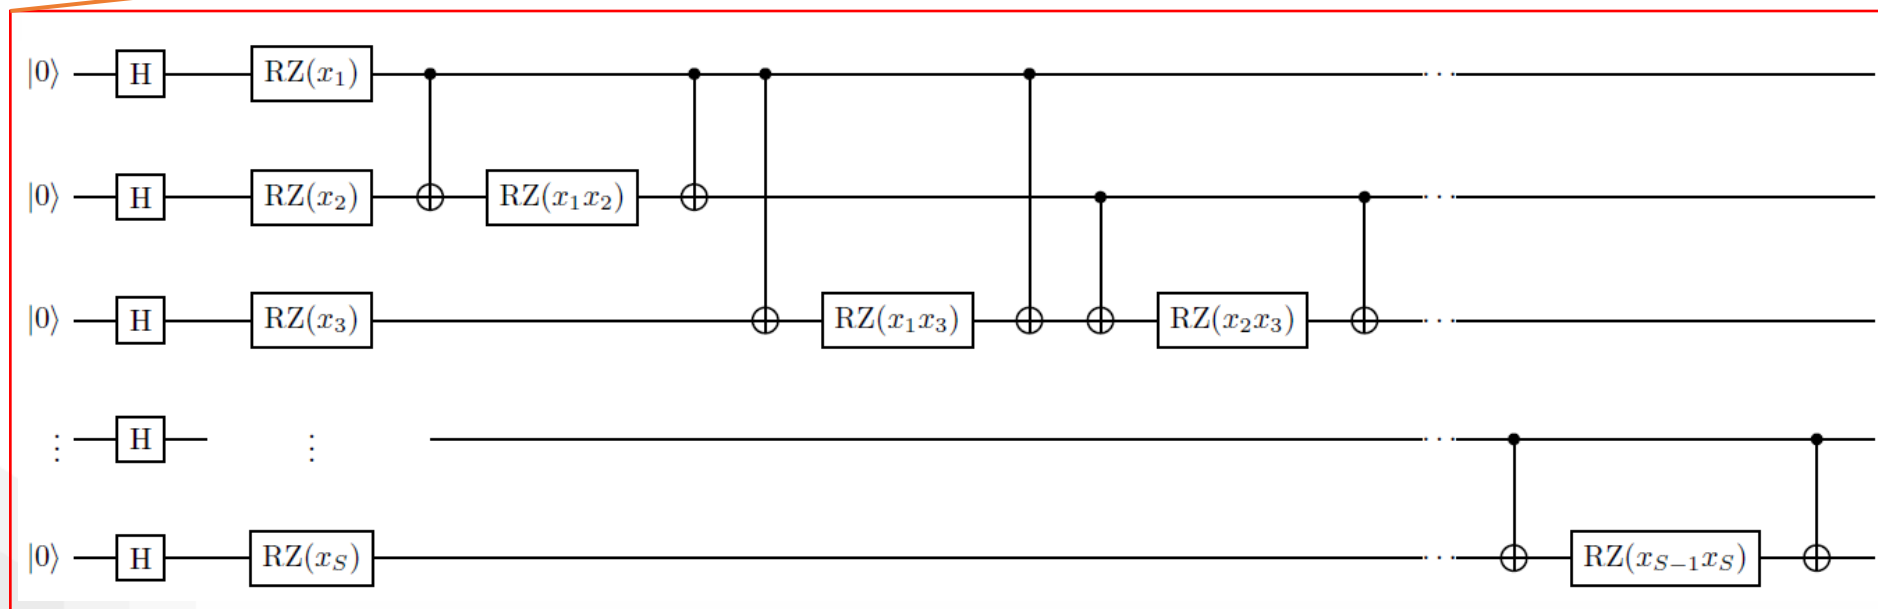 |0⟩ H RZ(x₁) ···
|0⟩ H RZ(x₂) RZ(x₁x₂) ···
|0⟩ H RZ(x₃) RZ(x₁x₃) RZ(x₂x₃) ···
⋮ H ⋮ ···
|0⟩ H RZ(x_S) ··· RZ(x_{S−1}x_S)